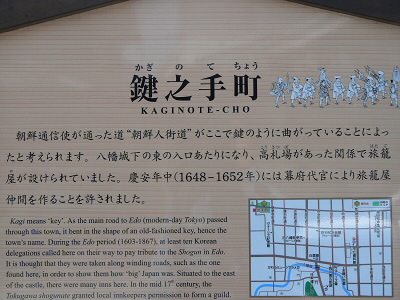 かぎ の て ちょう
鍵之手町
KAGINOTE-CHO
朝鮮通信使が通った道“朝鮮人街道”がここで鍵のように曲がっていることによっ
たと考えられます。八幡城下の東の入口あたりになり、高札場があった関係で旅籠
屋が設けられていました。慶安年中(1648-1652年)には幕府代官により旅籠屋
仲間を作ることを許されました。
Kagi means ‘key’. As the main road to Edo (modern-day Tokyo) passed
through this town, it bent in the shape of an old-fashioned key, hence the
town's name. During the Edo period (1603-1867), at least ten Korean
delegations called here on their way to pay tribute to the Shogun in Edo.
It is thought that they were taken along winding roads, such as the one
found here, in order to show them how ‘big’ Japan was. Situated to the east
of the castle, there were many inns here. In the mid 17th century, the
Tokugawa shogunate granted local innkeepers permission to form a guild.